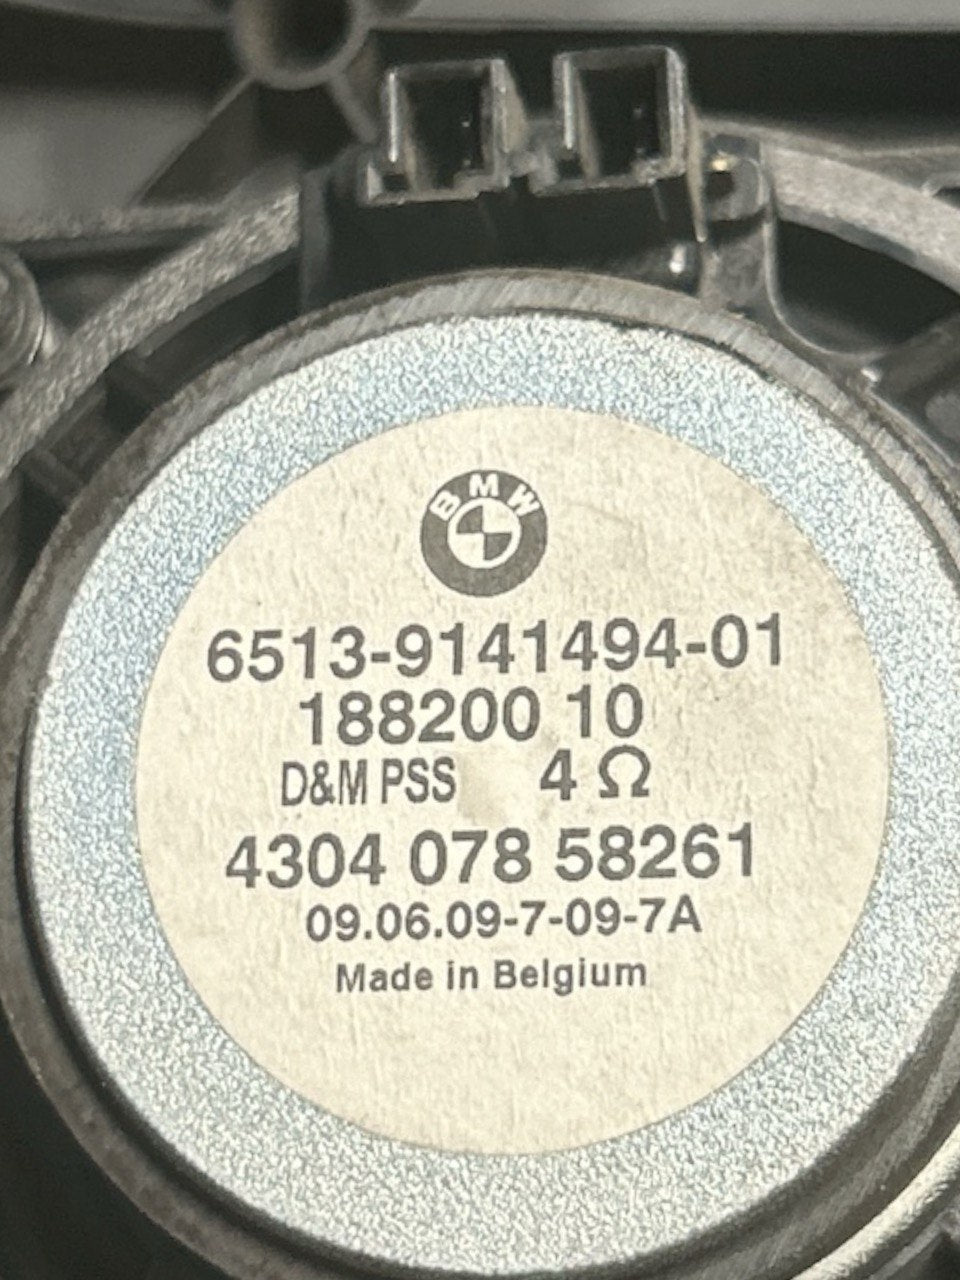 BMW
6513-9141494-01
188200 10
D&M PSS 4 Ω
4304 078 58261
09.06.09-7-09-7A
Made in Belgium